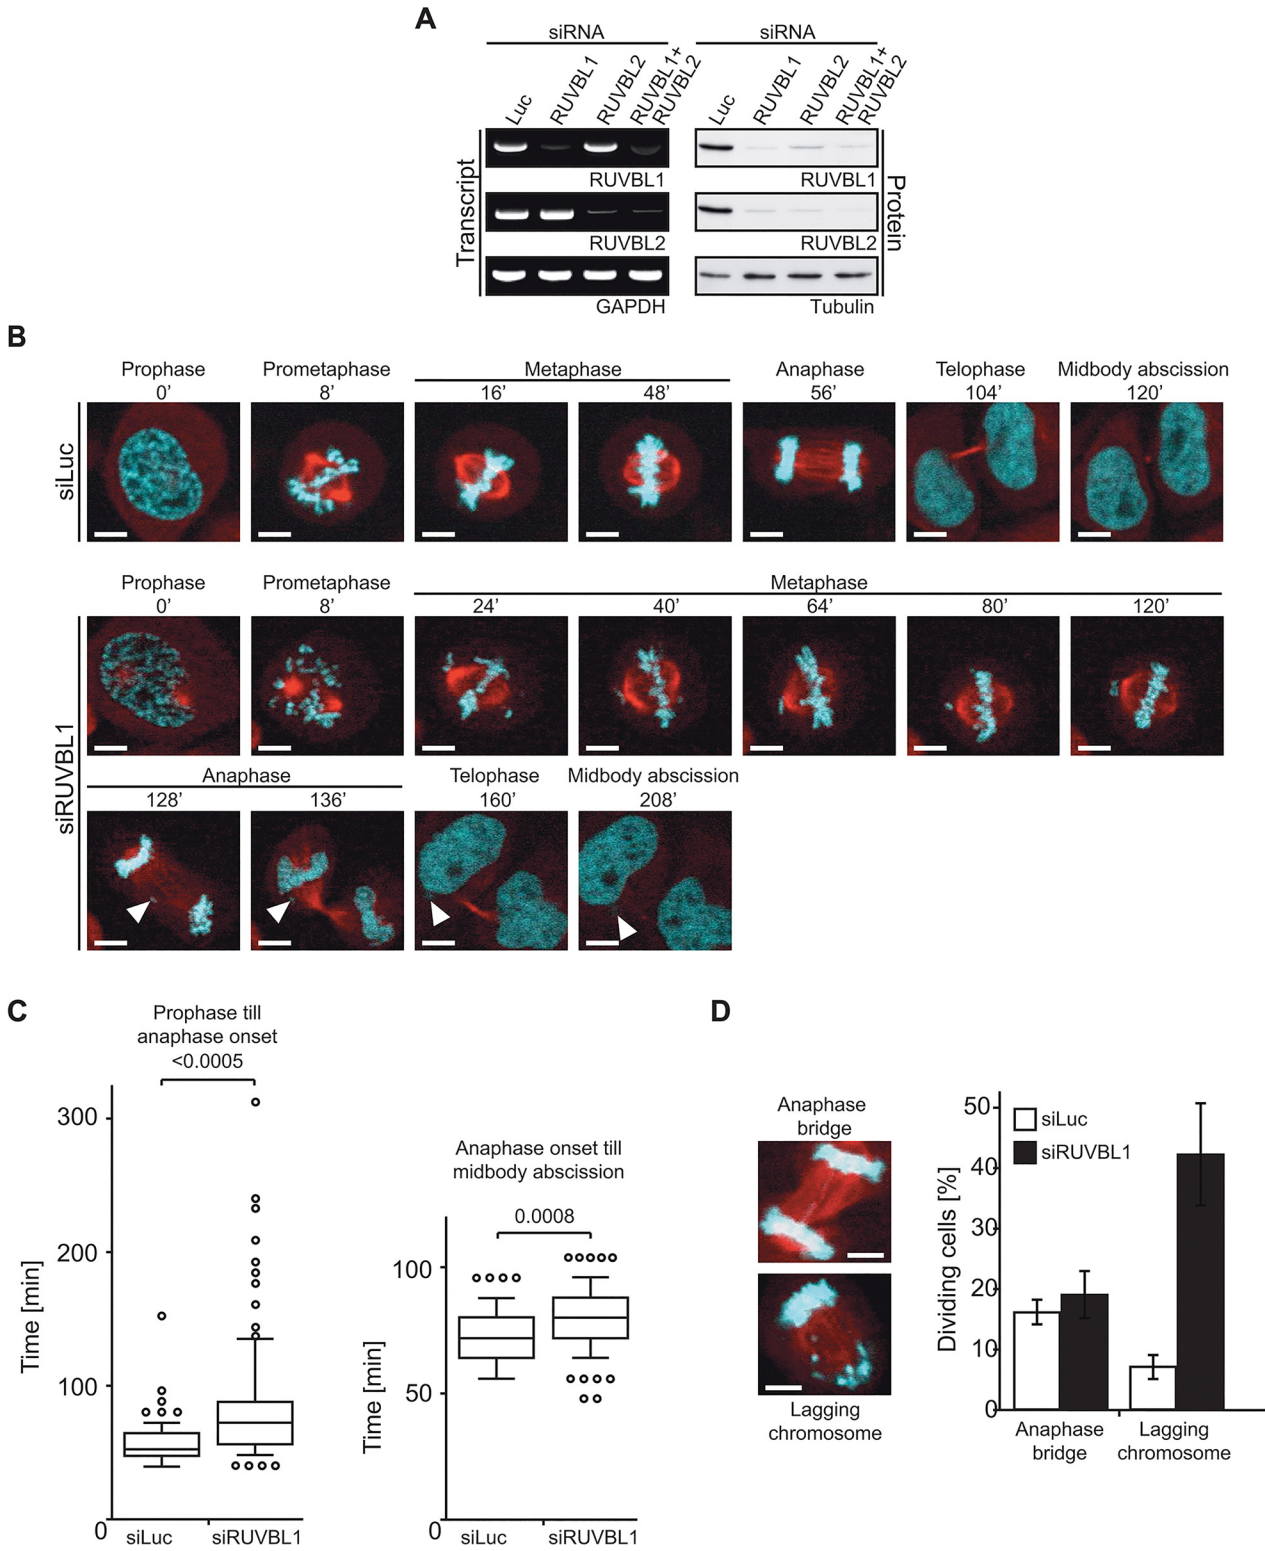 A
siRNA
siRNA
Luc
RUVBL1
RUVBL2
RUVBL1+
RUVBL2
Luc
RUVBL1
RUVBL2
RUVBL1+
RUVBL2
Transcript
Protein
RUVBL1
RUVBL1
RUVBL2
RUVBL2
GAPDH
Tubulin
B
siLuc
Prophase
Prometaphase
Metaphase
Anaphase
Telophase
Midbody abscission
0’
8’
16’
48’
56’
104’
120’
siRUVBL1
Prophase
Prometaphase
Metaphase
0’
8’
24’
40’
64’
80’
120’
Anaphase
Telophase
Midbody abscission
128’
136’
160’
208’
C
Prophase till
anaphase onset
<0.0005
Time [min]
300
200
100
0
siLuc
siRUVBL1
Anaphase onset till
midbody abscission
0.0008
Time [min]
100
50
0
siLuc
siRUVBL1
D
Anaphase
bridge
Lagging
chromosome
Dividing cells [%]
50
40
30
20
10
0
siLuc
siRUVBL1
Anaphase
bridge
Lagging
chromosome